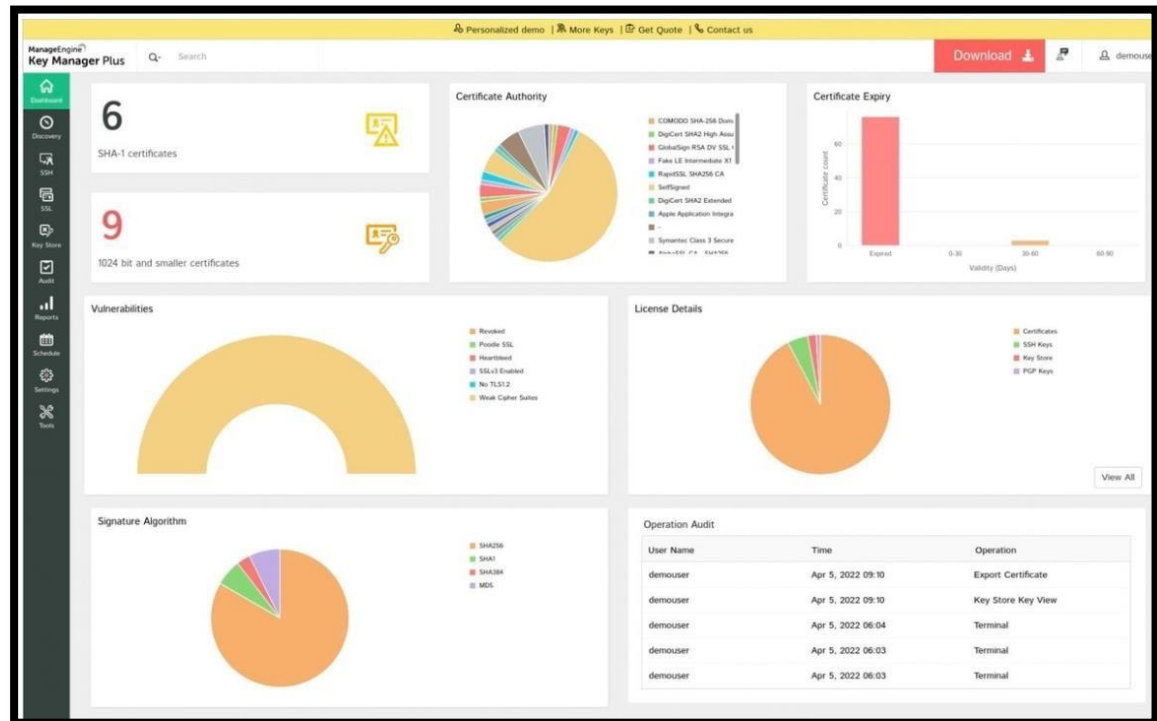 Personalized demo | More Keys | Get Quote | Contact us
ManageEngine
Key Manager Plus
Search
Download
demouse
Dashboard
Discovery
SSH
SSL
Key Store
Audit
Reports
Schedule
Settings
Tools
6
SHA-1 certificates
9
1024 bit and smaller certificates
Certificate Authority
COMODO SHA-256 Dom
DigiCert SHA2 High Assu
GlobalSign RSA DV SSL
Fake LE Intermediate X1
RapidSSL SHA256 CA
SelfSigned
DigiCert SHA2 Extended
Apple Application Integra
-
Symantec Class 3 Secure
Certificate Expiry
Certificate count
60
40
20
0
Expired 0-30 30-60 60-90
Validity (Days)
Vulnerabilities
Revoked
Poodle SSL
Heartbleed
SSLv3 Enabled
No TLS1.2
Weak Cipher Suites
License Details
Certificates
SSH Keys
Key Store
PGP Keys
View All
Signature Algorithm
SHA256
SHA1
SHA384
MD5
Operation Audit
User Name Time Operation
demouser Apr 5, 2022 09:10 Export Certificate
demouser Apr 5, 2022 09:10 Key Store Key View
demouser Apr 5, 2022 06:04 Terminal
demouser Apr 5, 2022 06:03 Terminal
demouser Apr 5, 2022 06:03 Terminal